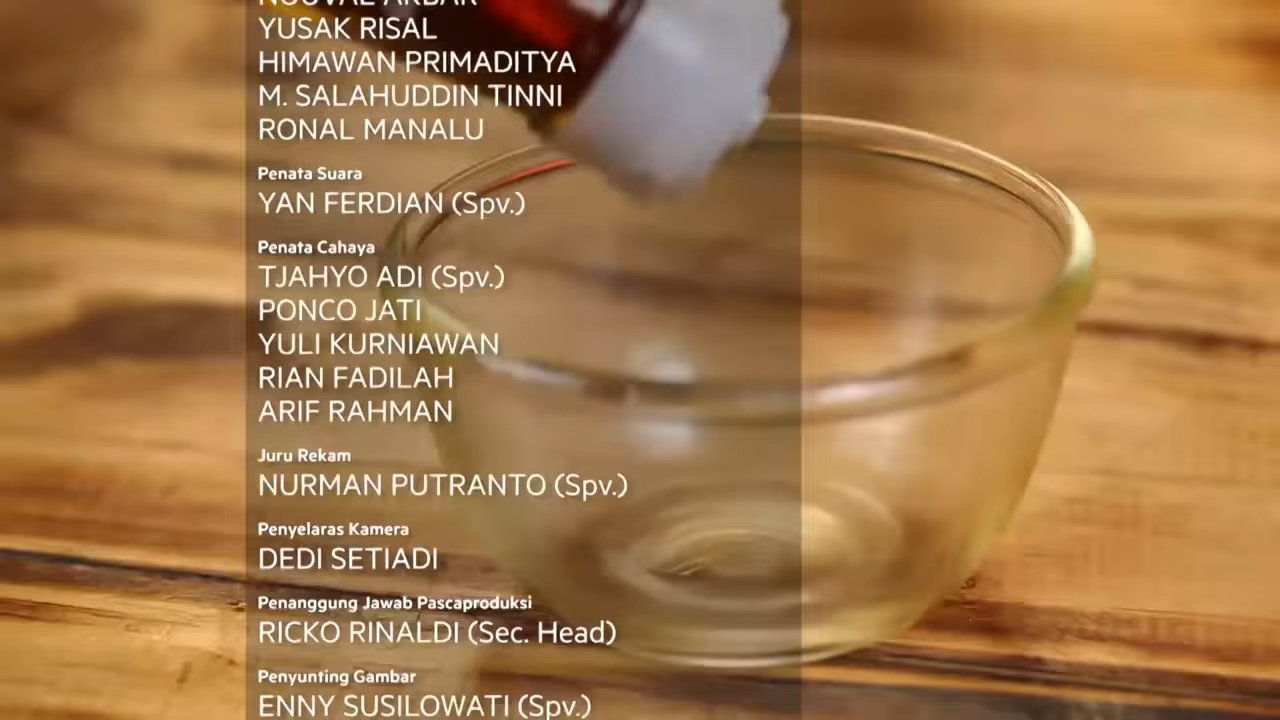 NOUVAL AKBAR
YUSAK RISAL
HIMAWAN PRIMADITYA
M. SALAHUDDIN TINNI
RONAL MANALU
Penata Suara
YAN FERDIAN (Spv.)
Penata Cahaya
TJAHYO ADI (Spv.)
PONCO JATI
YULI KURNIAWAN
RIAN FADILAH
ARIF RAHMAN
Juru Rekam
NURMAN PUTRANTO (Spv.)
Penyelaras Kamera
DEDI SETIADI
Penanggung Jawab Pascaproduksi
RICKO RINALDI (Sec. Head)
Penyunting Gambar
ENNY SUSILOWATI (Spv.)